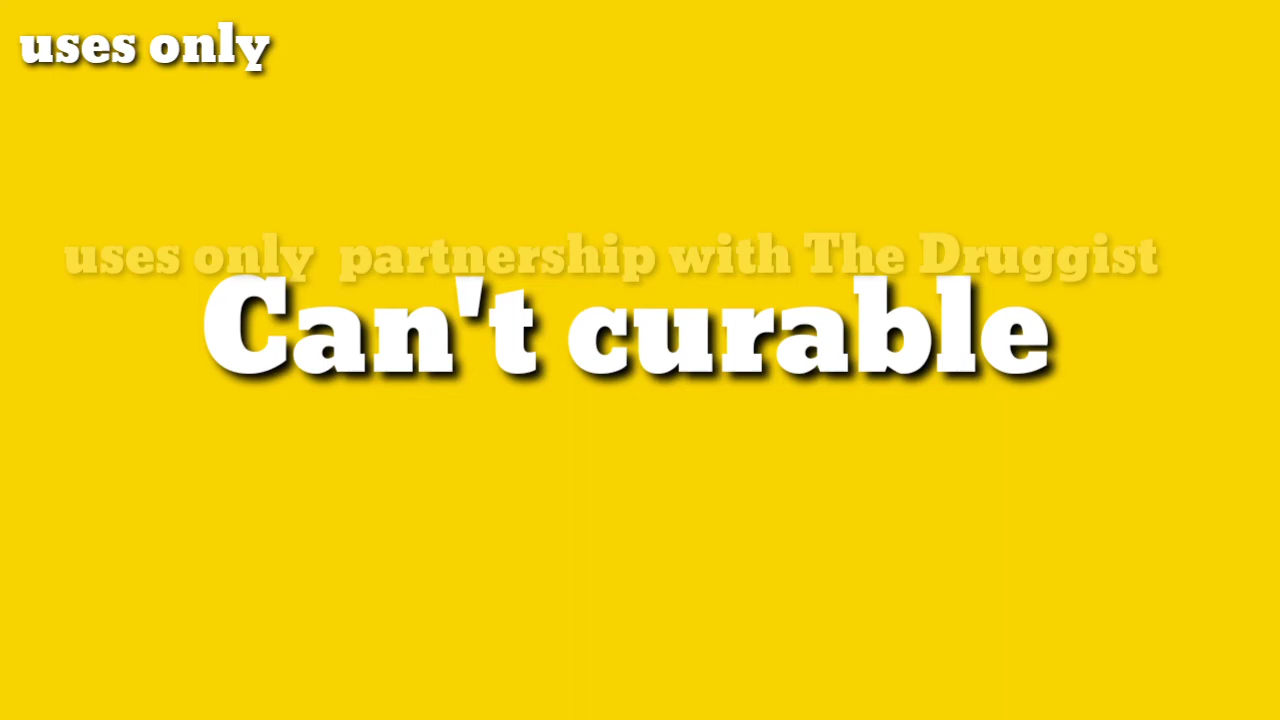 uses only
uses only partnership with The Druggist
Can't curable